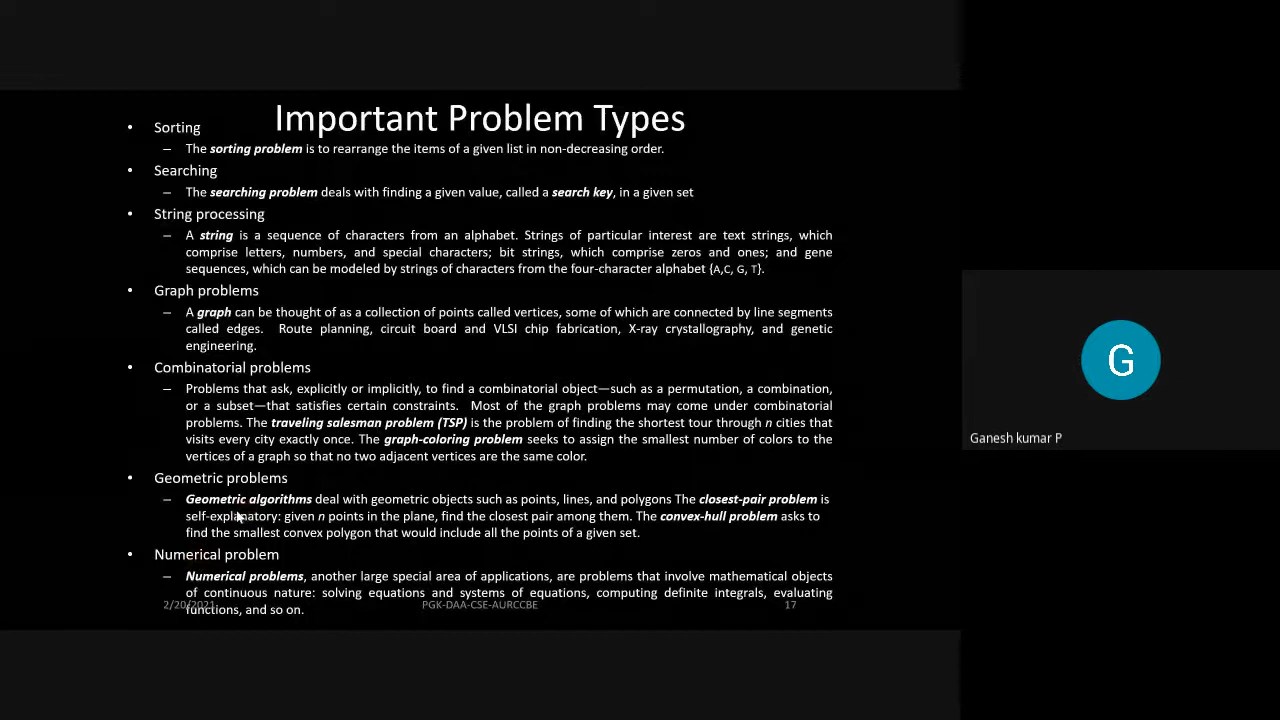 Important Problem Types
• Sorting
– The sorting problem is to rearrange the items of a given list in non-decreasing order.
• Searching
– The searching problem deals with finding a given value, called a search key, in a given set
• String processing
– A string is a sequence of characters from an alphabet. Strings of particular interest are text strings, which
comprise letters, numbers, and special characters; bit strings, which comprise zeros and ones; and gene
sequences, which can be modeled by strings of characters from the four-character alphabet {A,C, G, T}.
• Graph problems
– A graph can be thought of as a collection of points called vertices, some of which are connected by line segments
called edges. Route planning, circuit board and VLSI chip fabrication, X-ray crystallography, and genetic
engineering.
• Combinatorial problems
– Problems that ask, explicitly or implicitly, to find a combinatorial object—such as a permutation, a combination,
or a subset—that satisfies certain constraints. Most of the graph problems may come under combinatorial
problems. The traveling salesman problem (TSP) is the problem of finding the shortest tour through n cities that
visits every city exactly once. The graph-coloring problem seeks to assign the smallest number of colors to the
vertices of a graph so that no two adjacent vertices are the same color.
• Geometric problems
– Geometric algorithms deal with geometric objects such as points, lines, and polygons The closest-pair problem is
self-explanatory: given n points in the plane, find the closest pair among them. The convex-hull problem asks to
find the smallest convex polygon that would include all the points of a given set.
• Numerical problem
– Numerical problems, another large special area of applications, are problems that involve mathematical objects
of continuous nature: solving equations and systems of equations, computing definite integrals, evaluating
functions, and so on.
2/20/2021 PGK-DAA-CSE-AURCCBE 17
G
Ganesh kumar P